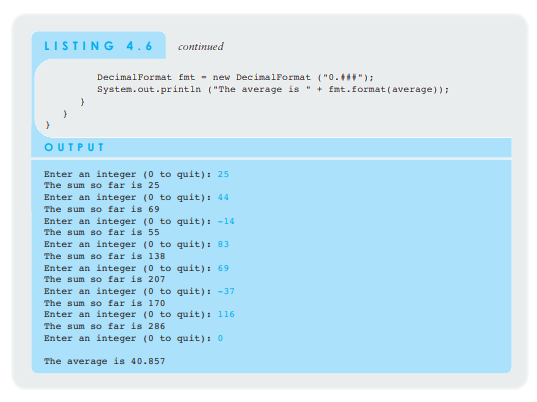 LISTING 4.6 continued
DecimalFormat fmt = new DecimalFormat ("0.###");
System.out.println ("The average is " + fmt.format(average));
}
}
}
OUTPUT
Enter an integer (0 to quit): 25
The sum so far is 25
Enter an integer (0 to quit): 44
The sum so far is 69
Enter an integer (0 to quit): -14
The sum so far is 55
Enter an integer (0 to quit): 83
The sum so far is 138
Enter an integer (0 to quit): 69
The sum so far is 207
Enter an integer (0 to quit): -37
The sum so far is 170
Enter an integer (0 to quit): 116
The sum so far is 286
Enter an integer (0 to quit): 0
The average is 40.857